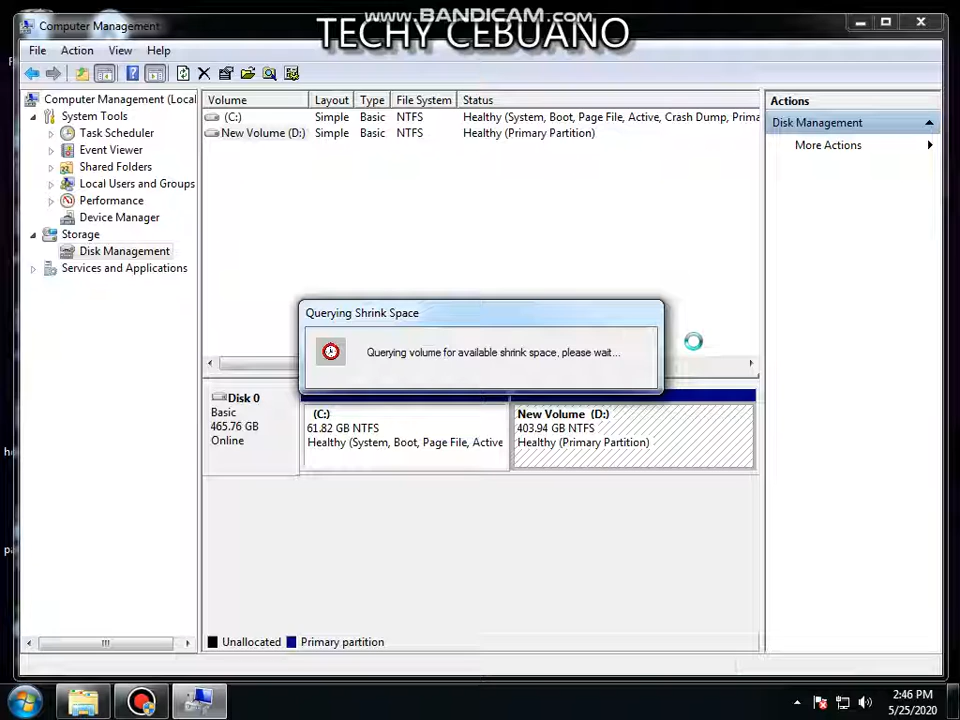 www.BANDICAM.com
TECHY CEBUANO
Computer Management
File Action View Help
Computer Management (Local
System Tools
Task Scheduler
Event Viewer
Shared Folders
Local Users and Groups
Performance
Device Manager
Storage
Disk Management
Services and Applications
Volume Layout Type File System Status
(C:) Simple Basic NTFS Healthy (System, Boot, Page File, Active, Crash Dump, Prima
New Volume (D:) Simple Basic NTFS Healthy (Primary Partition)
Actions
Disk Management
More Actions
Querying Shrink Space
Querying volume for available shrink space, please wait...
Disk 0
Basic
465.76 GB
Online
(C:)
61.82 GB NTFS
Healthy (System, Boot, Page File, Active
New Volume (D:)
403.94 GB NTFS
Healthy (Primary Partition)
Unallocated Primary partition
2:46 PM
5/25/2020